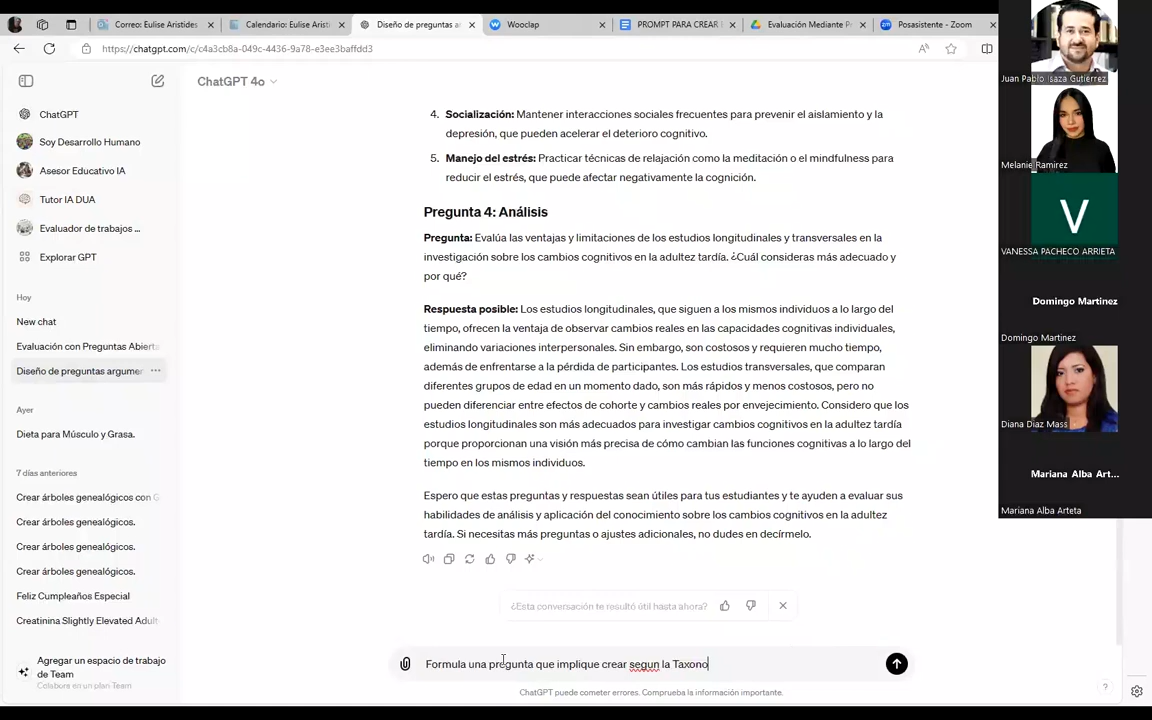 Correo: Eulise Aristides
Calendario: Eulise Arist
Diseño de preguntas ar
Wooclap
PROMPT PARA CREAR
Evaluación Mediante P
Posasistente - Zoom
https://chatgpt.com/c/c4a3cb8a-049c-4436-9a78-e3ee3baffdd3
ChatGPT 4o
ChatGPT
Soy Desarrollo Humano
Asesor Educativo IA
Tutor IA DUA
Evaluador de trabajos ...
Explorar GPT
Hoy
New chat
Evaluación con Preguntas Abierta
Diseño de preguntas argumer
Ayer
Dieta para Músculo y Grasa.
7 días anteriores
Crear árboles genealógicos con G
Crear árboles genealógicos.
Crear árboles genealógicos.
Crear árboles genealógicos.
Feliz Cumpleaños Especial
Creatinina Slightly Elevated Adul
Agregar un espacio de trabajo
de Team
Colabora en un plan Team
4. Socialización: Mantener interacciones sociales frecuentes para prevenir el aislamiento y la
depresión, que pueden acelerar el deterioro cognitivo.
5. Manejo del estrés: Practicar técnicas de relajación como la meditación o el mindfulness para
reducir el estrés, que puede afectar negativamente la cognición.
Pregunta 4: Análisis
Pregunta: Evalúa las ventajas y limitaciones de los estudios longitudinales y transversales en la
investigación sobre los cambios cognitivos en la adultez tardía. ¿Cuál consideras más adecuado y
por qué?
Respuesta posible: Los estudios longitudinales, que siguen a los mismos individuos a lo largo del
tiempo, ofrecen la ventaja de observar cambios reales en las capacidades cognitivas individuales,
eliminando variaciones interpersonales. Sin embargo, son costosos y requieren mucho tiempo,
además de enfrentarse a la pérdida de participantes. Los estudios transversales, que comparan
diferentes grupos de edad en un momento dado, son más rápidos y menos costosos, pero no
pueden diferenciar entre efectos de cohorte y cambios reales por envejecimiento. Considero que los
estudios longitudinales son más adecuados para investigar cambios cognitivos en la adultez tardía
porque proporcionan una visión más precisa de cómo cambian las funciones cognitivas a lo largo del
tiempo en los mismos individuos.
Espero que estas preguntas y respuestas sean útiles para tus estudiantes y te ayuden a evaluar sus
habilidades de análisis y aplicación del conocimiento sobre los cambios cognitivos en la adultez
tardía. Si necesitas más preguntas o ajustes adicionales, no dudes en decírmelo.
¿Esta conversación te resultó útil hasta ahora?
Formula una pregunta que implique crear segun la Taxono
ChatGPT puede cometer errores. Comprueba la información importante.
?
Juan Pablo Isaza Gutierrez
Melanie Ramirez
V
VANESSA PACHECO ARRIETA
Domingo Martinez
Domingo Martinez
Diana Diaz Mass
Mariana Alba Art...
Mariana Alba Arteta